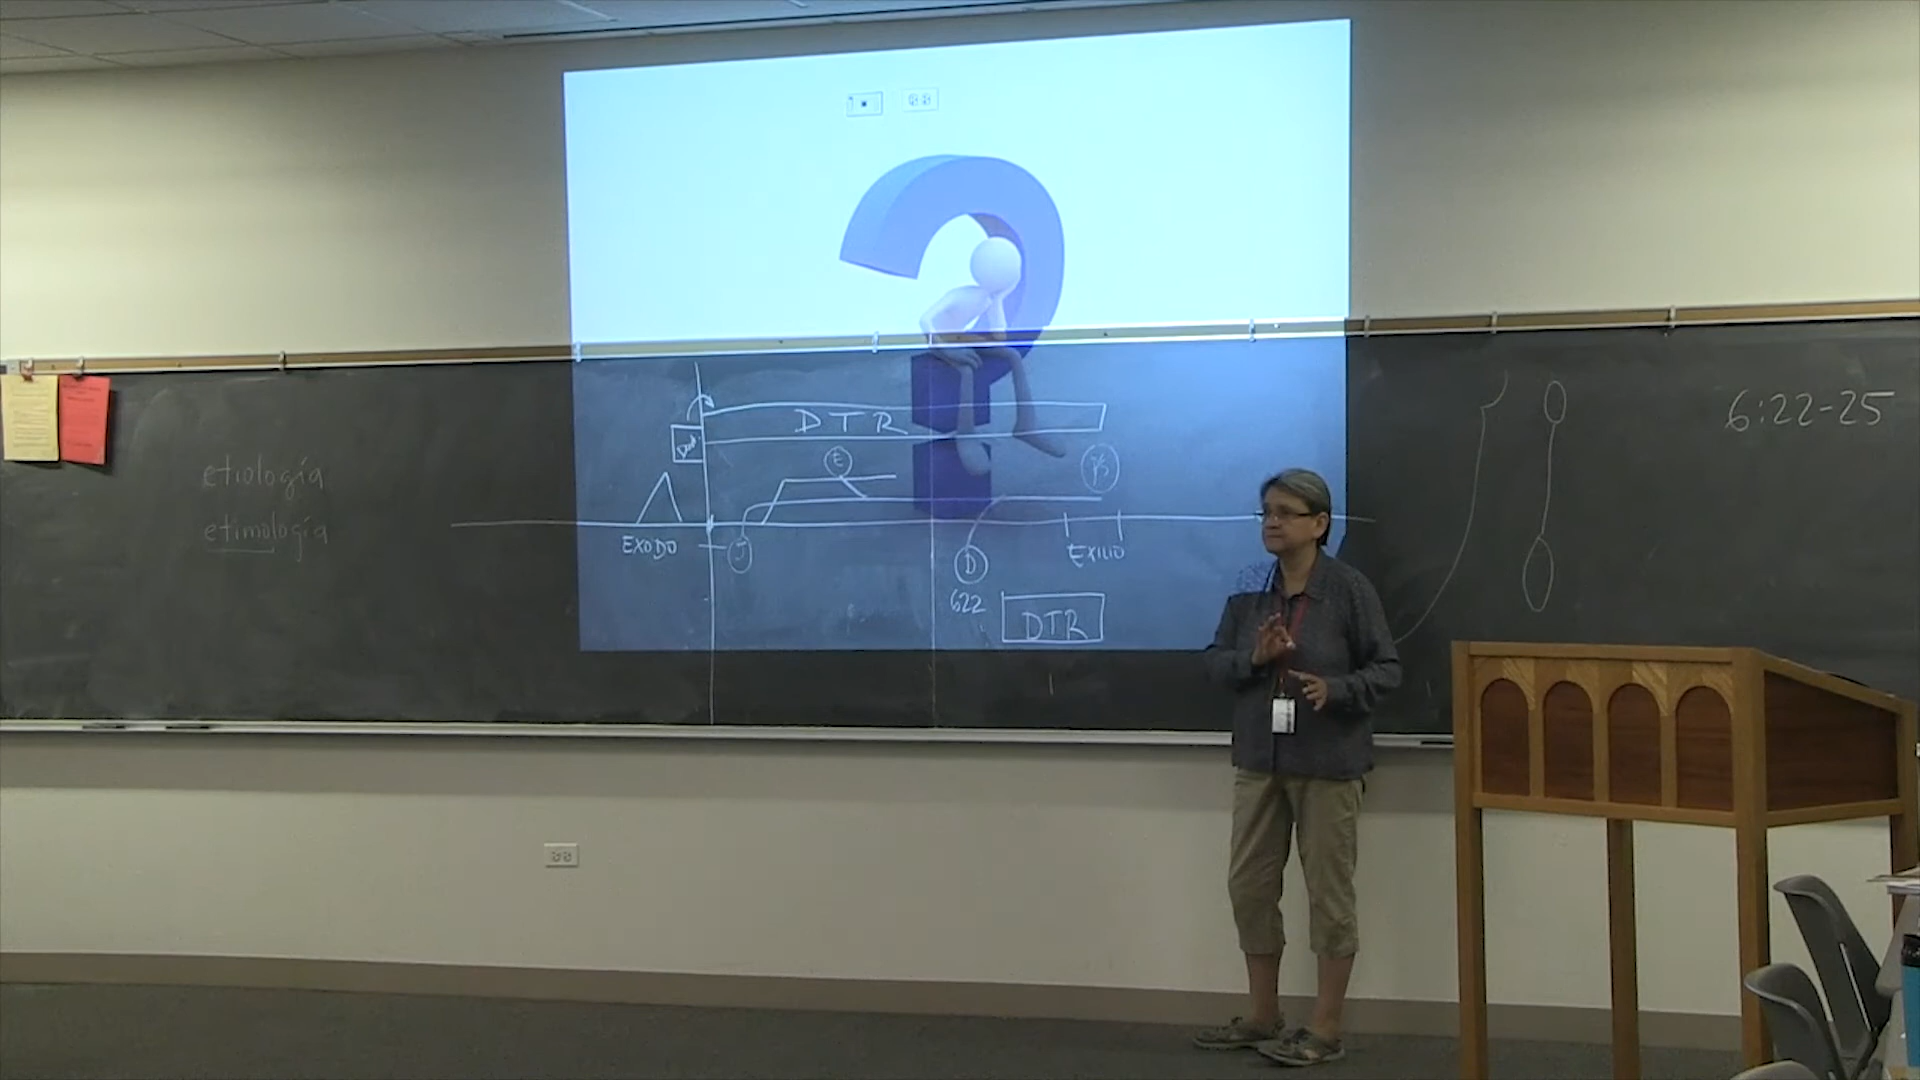 etiología
etimología
DTR
E
EXODO
J
D
622
EXILIO
DTR
6:22-25